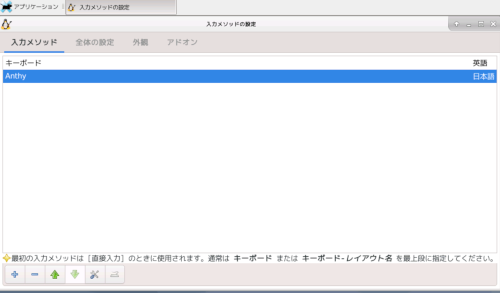 アプリケーション
入力メソッドの設定
入力メソッドの設定
入力メソッド 全体の設定 外観 アドオン
キーボード 英語
Anthy 日本語
最初の入力メソッドは［直接入力］のときに使用されます。通常は キーボード または キーボード-レイアウト名 を最上段に指定してください。